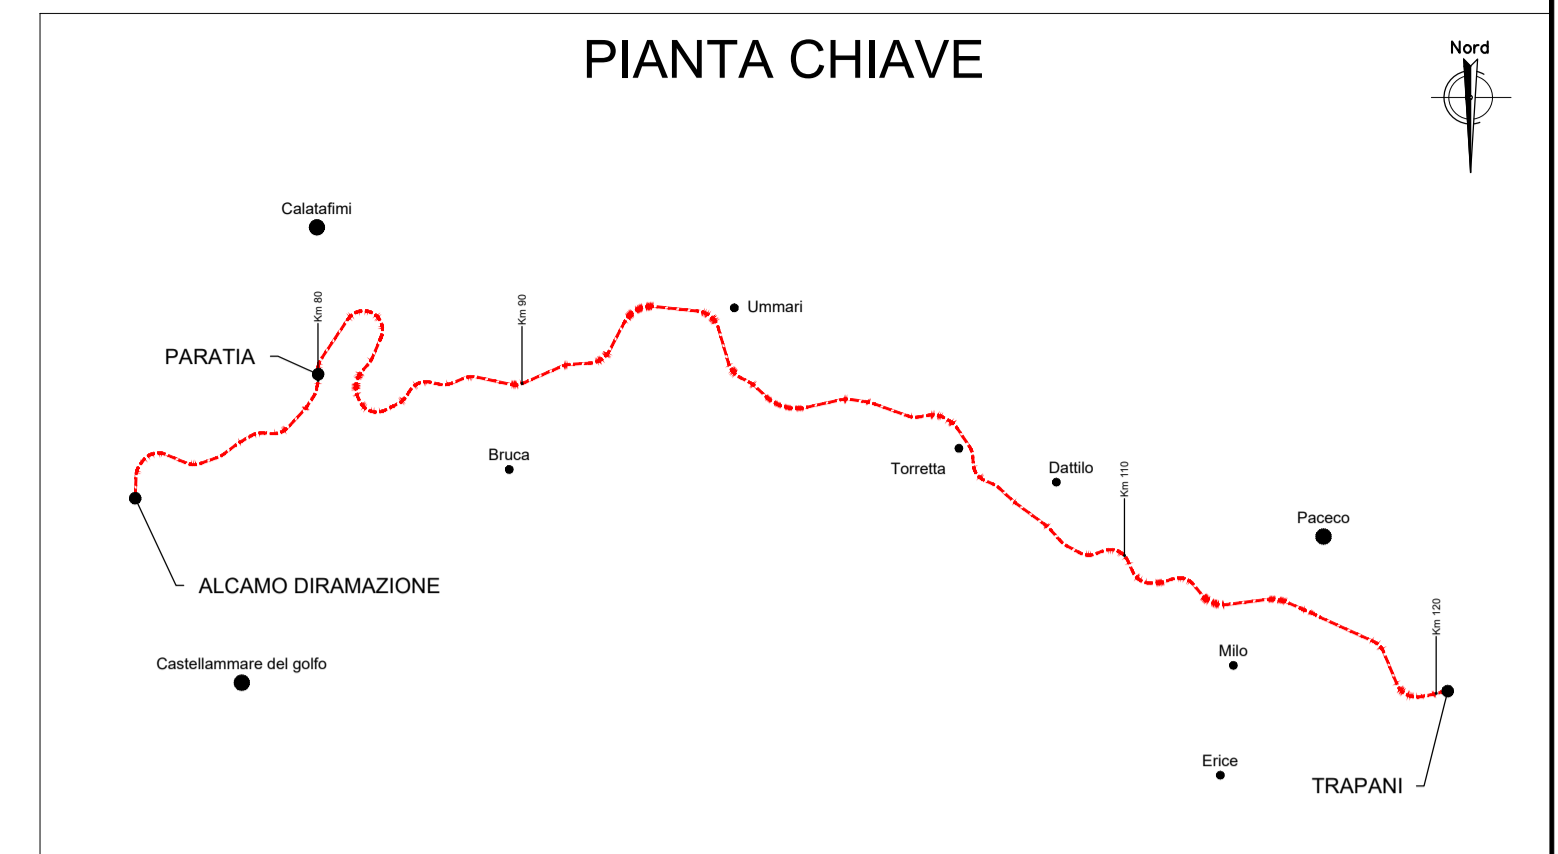 PIANTA CHIAVE
Nord
Calatafimi
Km 80
Km 90
Ummari
PARATIA
Bruca
Torretta
Dattilo
Km 110
Paceco
ALCAMO DIRAMAZIONE
Km 120
Castellammare del golfo
Milo
Erice
TRAPANI